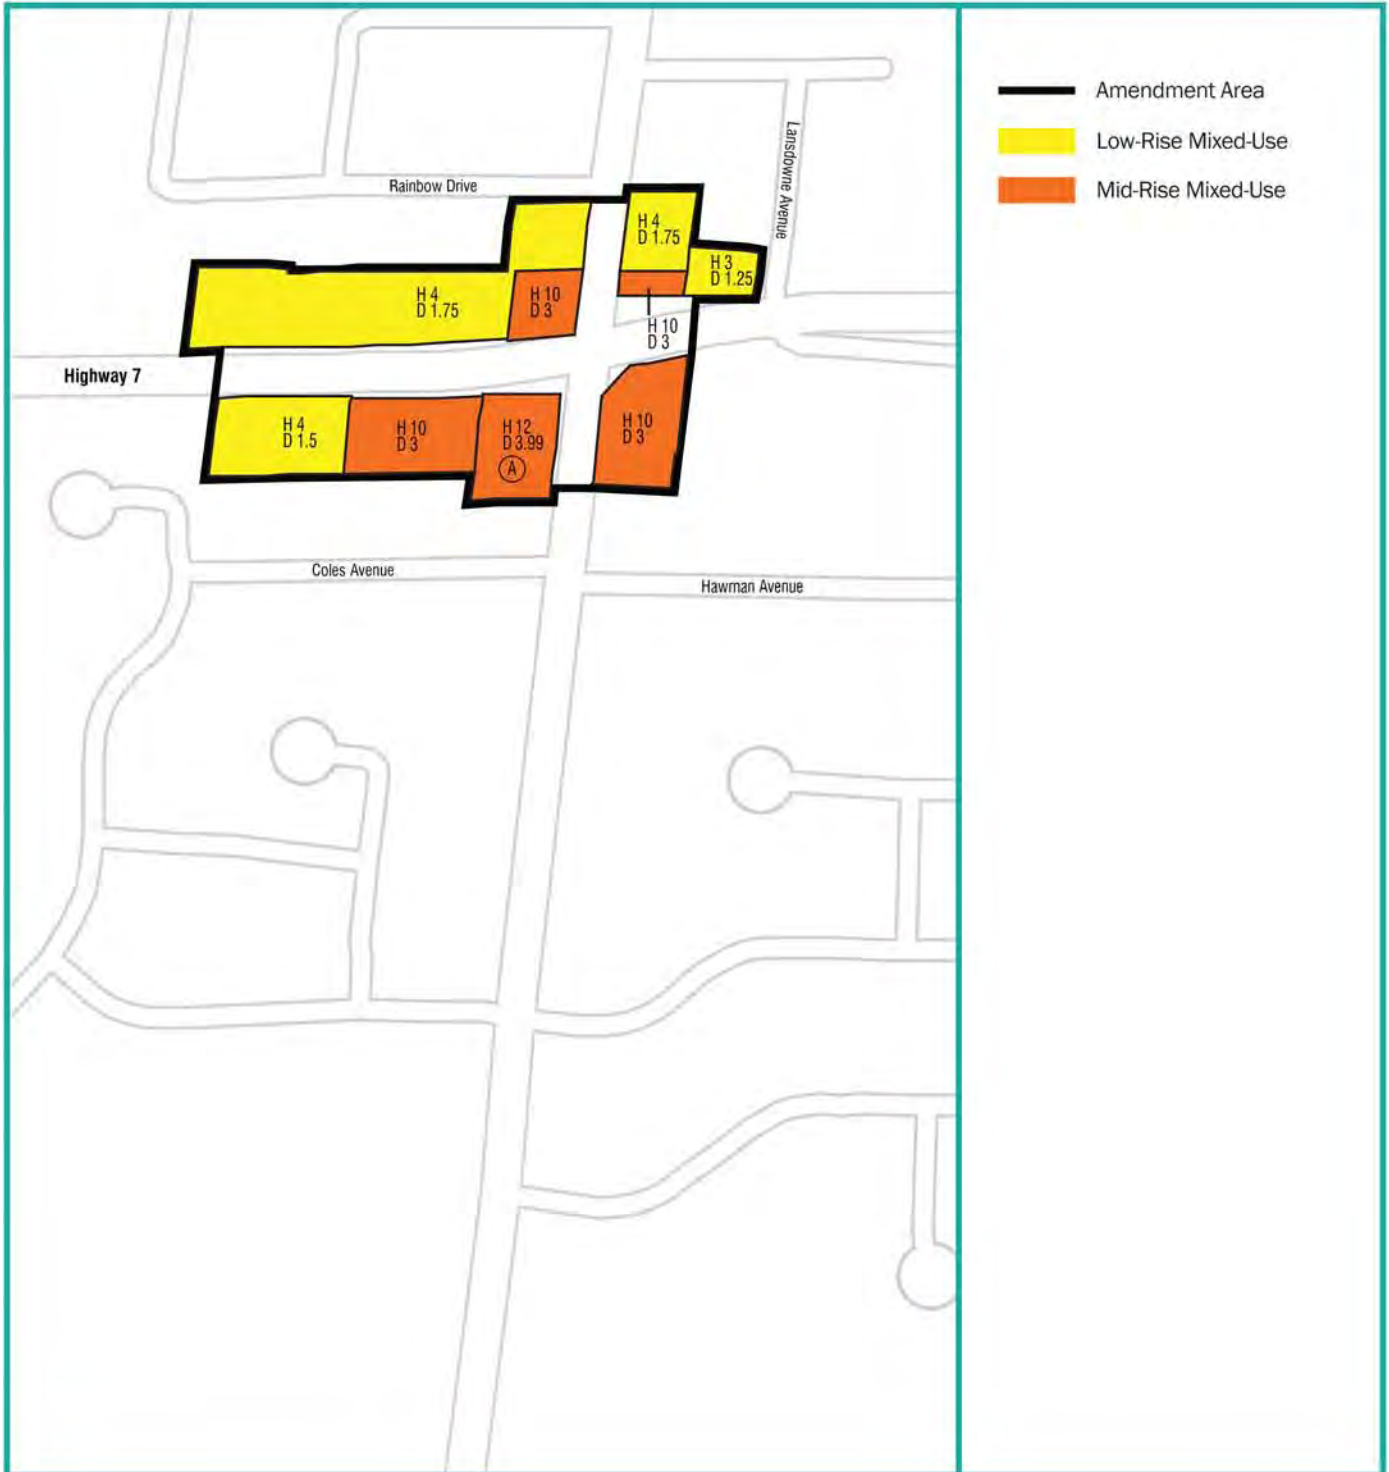 Amendment Area
Low-Rise Mixed-Use
Mid-Rise Mixed-Use
Lansdowne Avenue
Rainbow Drive
H 4
D 1.75
H 3
D 1.25
H 4
D 1.75
H 10
D 3
H 10
D 3
Highway 7
H 4
D 1.5
H 10
D 3
H 12
D 3.99
A
H 10
D 3
Coles Avenue
Hawman Avenue